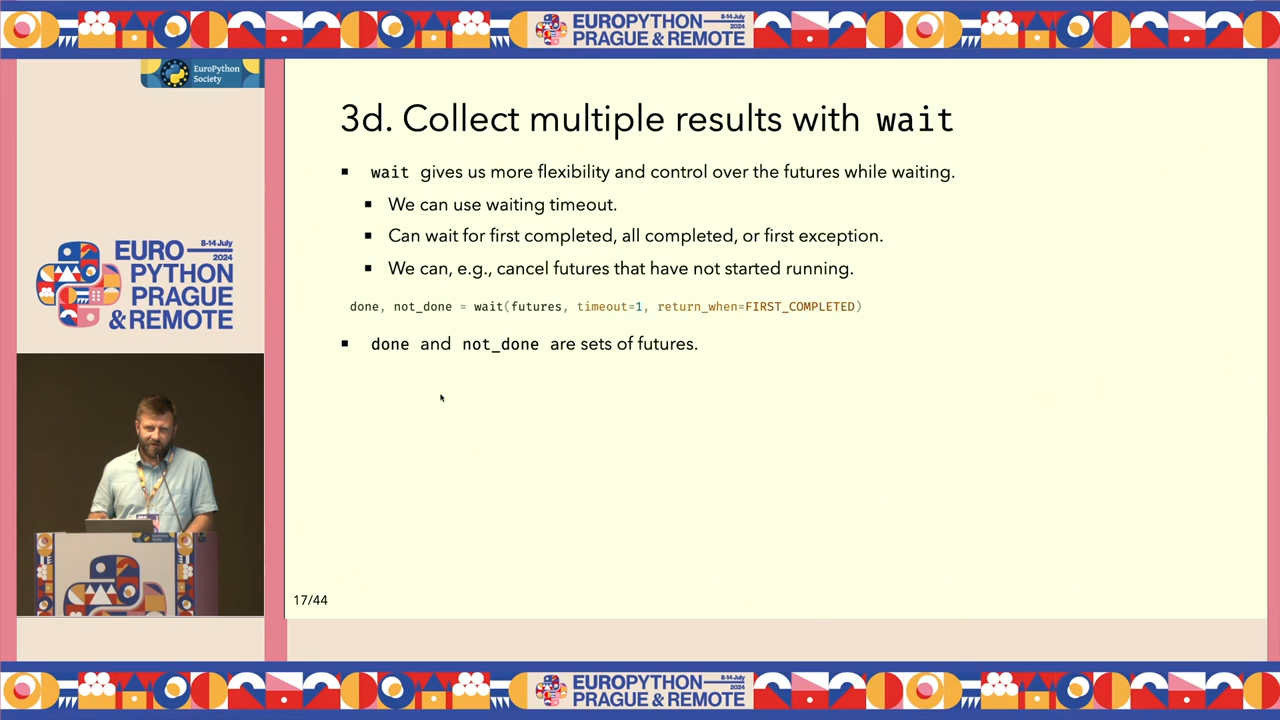 EUROPYTHON
PRAGUE & REMOTE
8-14 July
2024
EuroPython
Society
EURO
8-14 July
2024
PYTHON
PRAGUE
& REMOTE
3d. Collect multiple results with wait
▪ wait gives us more flexibility and control over the futures while waiting.
▪ We can use waiting timeout.
▪ Can wait for first completed, all completed, or first exception.
▪ We can, e.g., cancel futures that have not started running.
done, not_done = wait(futures, timeout=1, return_when=FIRST_COMPLETED)
▪ done and not_done are sets of futures.
17/44
EUROPYTHON
PRAGUE & REMOTE
8-14 July
2024